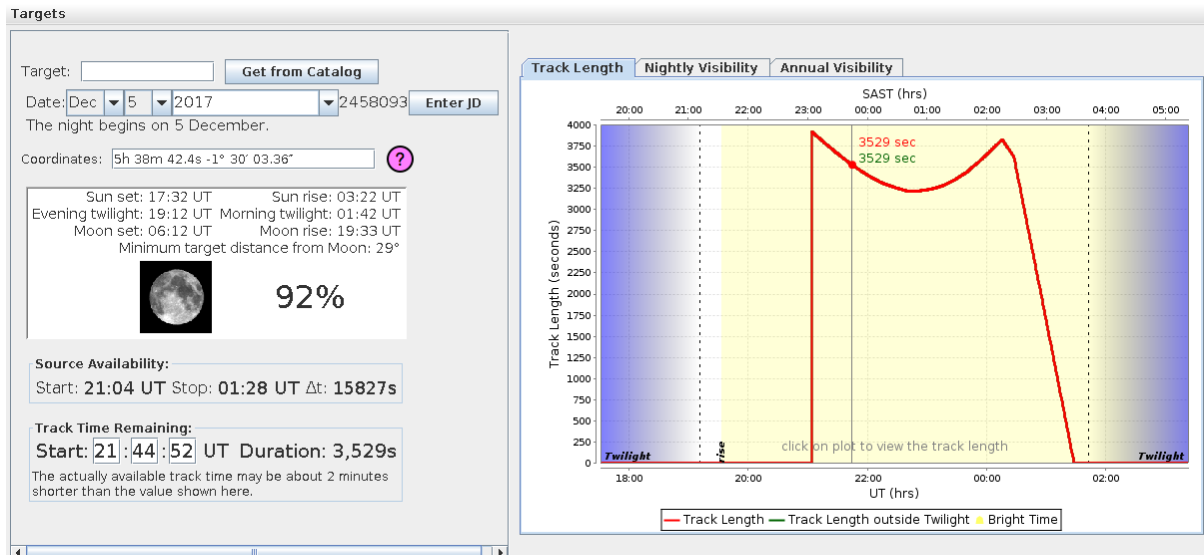 Targets
Target: Get from Catalog
Date: Dec 5 2017 2458093 Enter JD
The night begins on 5 December.
Coordinates: 5h 38m 42.4s -1° 30′ 03.36″ ?
Sun set: 17:32 UT Sun rise: 03:22 UT
Evening twilight: 19:12 UT Morning twilight: 01:42 UT
Moon set: 06:12 UT Moon rise: 19:33 UT
Minimum target distance from Moon: 29°
92%
Source Availability:
Start: 21:04 UT Stop: 01:28 UT Δt: 15827s
Track Time Remaining:
Start: 21:44:52 UT Duration: 3,529s
The actually available track time may be about 2 minutes
shorter than the value shown here.
Track Length Nightly Visibility Annual Visibility
SAST (hrs)
20:00 21:00 22:00 23:00 00:00 01:00 02:00 03:00 04:00 05:00
Track Length (seconds)
4000
3750
3500
3250
3000
2750
2500
2250
2000
1750
1500
1250
1000
750
500
250
0
3529 sec
3529 sec
click on plot to view the track length
Twilight rise Twilight
18:00 20:00 22:00 00:00 02:00
UT (hrs)
Track Length Track Length outside Twilight Bright Time